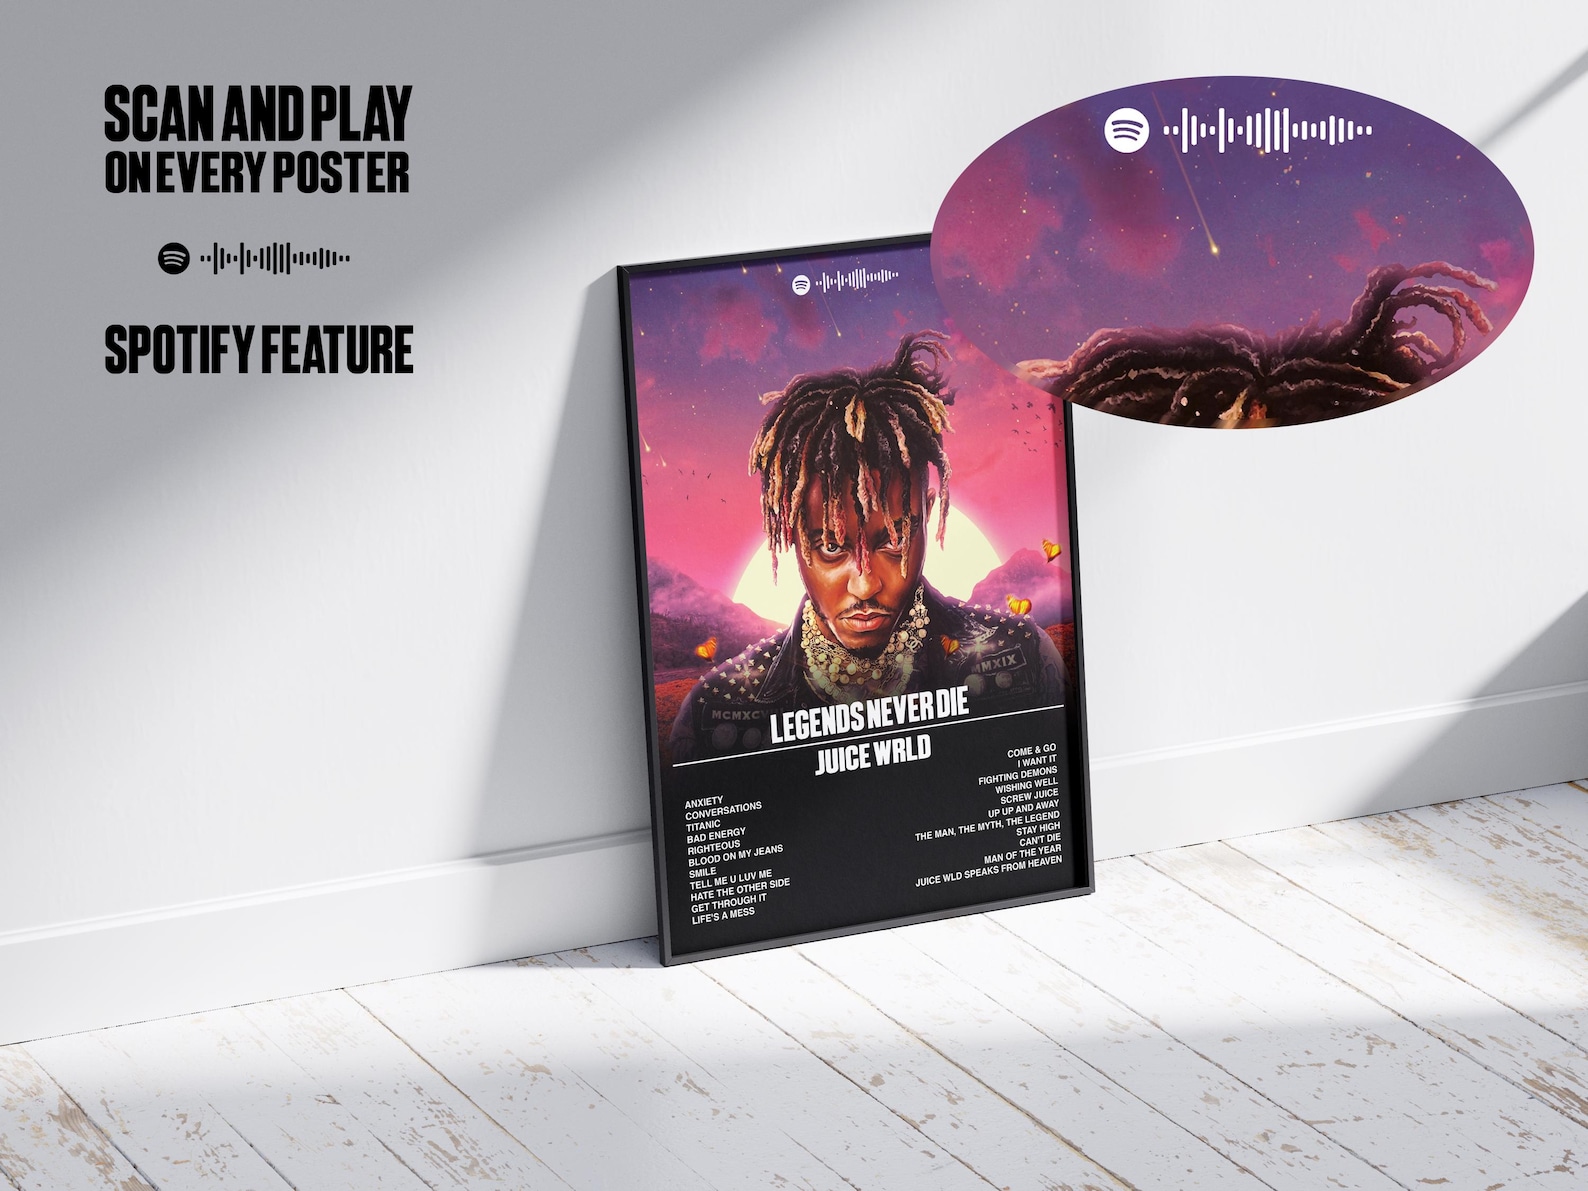 SCAN AND PLAY
ON EVERY POSTER
SPOTIFY FEATURE
MMXIX
LEGENDS NEVER DIE
JUICE WRLD
ANXIETY
CONVERSATIONS
TITANIC
BAD ENERGY
RIGHTEOUS
BLOOD ON MY JEANS
SMILE
TELL ME U LUV ME
HATE THE OTHER SIDE
GET THROUGH IT
LIFE'S A MESS
COME & GO
I WANT IT
FIGHTING DEMONS
WISHING WELL
SCREW JUICE
UP UP AND AWAY
THE MAN, THE MYTH, THE LEGEND
STAY HIGH
CAN'T DIE
MAN OF THE YEAR
JUICE WLD SPEAKS FROM HEAVEN